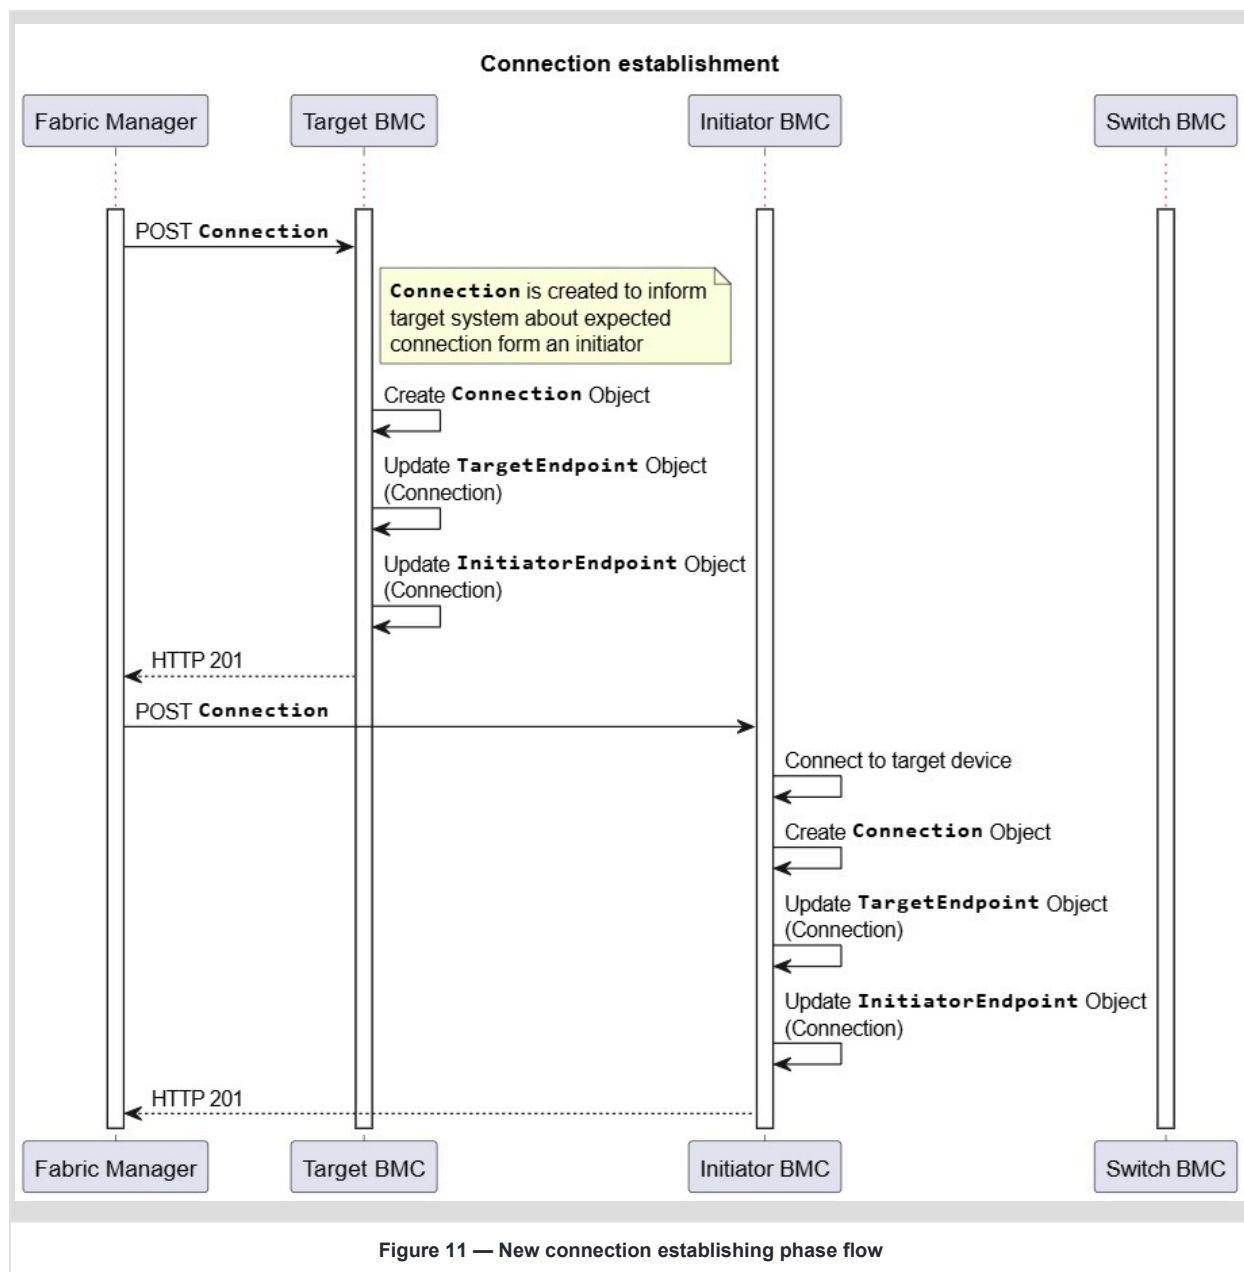 Connection establishment
Fabric Manager
Target BMC
Initiator BMC
Switch BMC
POST Connection
Connection is created to inform
target system about expected
connection form an initiator
Create Connection Object
Update TargetEndpoint Object
(Connection)
Update InitiatorEndpoint Object
(Connection)
HTTP 201
POST Connection
Connect to target device
Create Connection Object
Update TargetEndpoint Object
(Connection)
Update InitiatorEndpoint Object
(Connection)
HTTP 201
Fabric Manager
Target BMC
Initiator BMC
Switch BMC
Figure 11 — New connection establishing phase flow